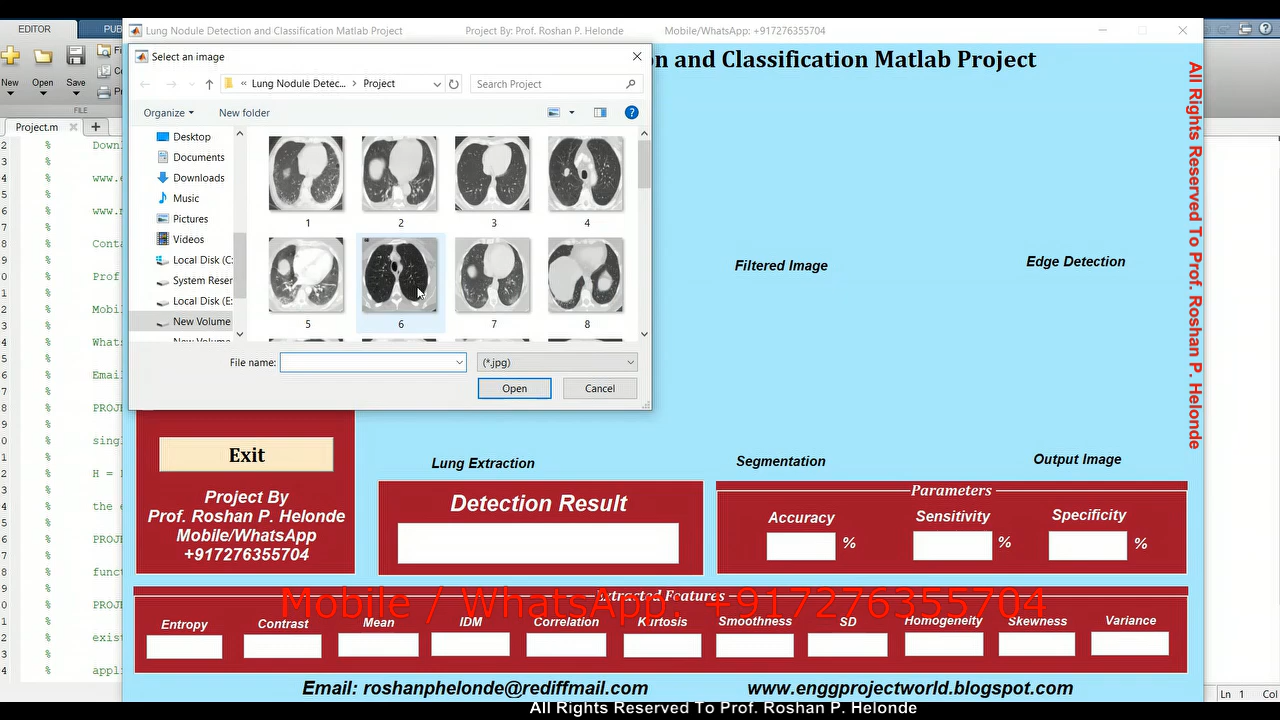 EDITOR
PUB
Lung Nodule Detection and Classification Matlab Project
Project By: Prof. Roshan P. Helonde
Mobile/WhatsApp: +917276355704
on and Classification Matlab Project
New
Open
Save
FILE
Project.m
Select an image
« Lung Nodule Detec... > Project
Search Project
Organize
New folder
Desktop
Documents
Downloads
Music
Pictures
Videos
Local Disk (C:
System Reser
Local Disk (E:
New Volume
1
2
3
4
5
6
7
8
File name:
(*.jpg)
Open
Cancel
All Rights Reserved To Prof. Roshan P. Helonde
Filtered Image
Edge Detection
Exit
Project By
Prof. Roshan P. Helonde
Mobile/WhatsApp
+917276355704
Lung Extraction
Segmentation
Output Image
Detection Result
Parameters
Accuracy
%
Sensitivity
%
Specificity
%
Extracted Features
Mobile / WhatsApp: +917276355704
Entropy
Contrast
Mean
IDM
Correlation
Kurtosis
Smoothness
SD
Homogeneity
Skewness
Variance
Email: roshanphelonde@rediffmail.com
www.enggprojectworld.blogspot.com
All Rights Reserved To Prof. Roshan P. Helonde
Ln 1
Col